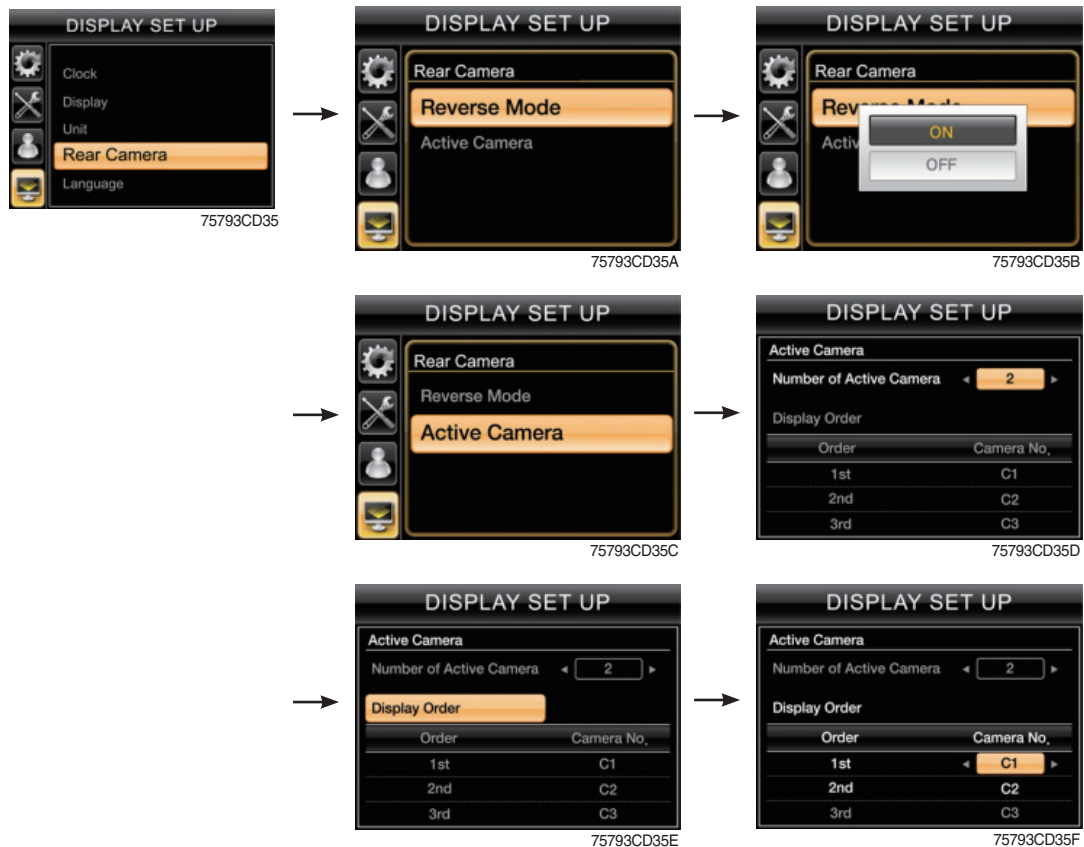 DISPLAY SET UP
Clock
Display
Unit
Rear Camera
Language
75793CD35
DISPLAY SET UP
Rear Camera
Reverse Mode
Active Camera
75793CD35A
DISPLAY SET UP
Rear Camera
ON
OFF
75793CD35B
DISPLAY SET UP
Rear Camera
Reverse Mode
Active Camera
75793CD35C
DISPLAY SET UP
Active Camera
Number of Active Camera 2
Display Order
Order Camera No.
1st C1
2nd C2
3rd C3
75793CD35D
DISPLAY SET UP
Active Camera
Number of Active Camera 2
Display Order
Order Camera No.
1st C1
2nd C2
3rd C3
75793CD35E
DISPLAY SET UP
Active Camera
Number of Active Camera 2
Display Order
Order Camera No.
1st C1
2nd C2
3rd C3
75793CD35F